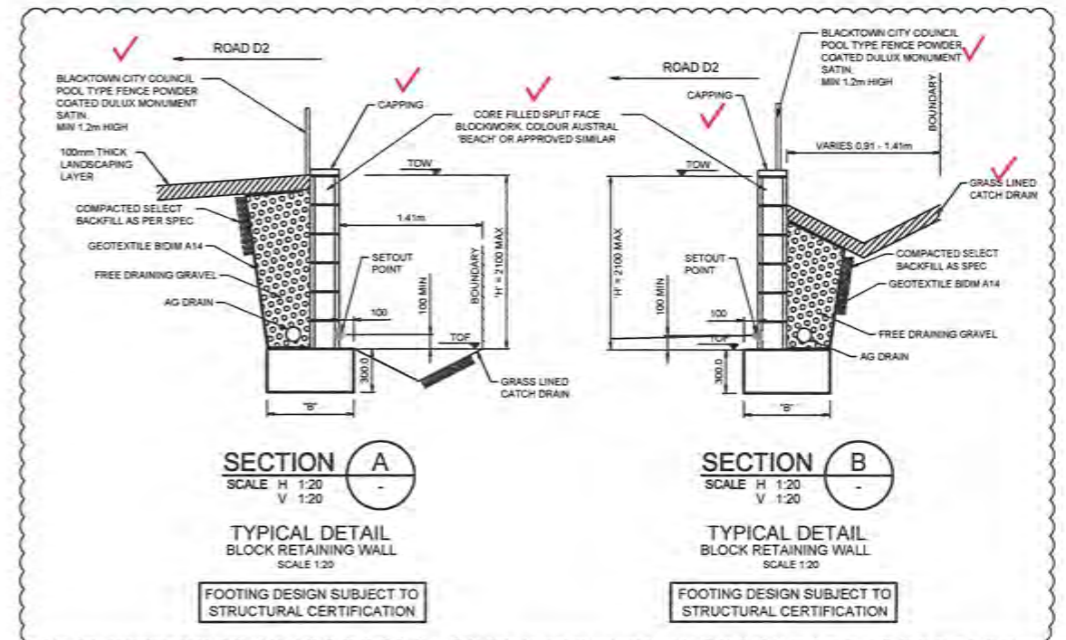 ROAD D2
BLACKTOWN CITY COUNCIL
POOL TYPE FENCE POWDER
COATED DULUX MONUMENT
SATIN.
MIN 1.2m HIGH
CAPPING
CORE FILLED SPLIT FACE
BLOCKWORK. COLOUR AUSTRAL
'BEACH' OR APPROVED SIMILAR
100mm THICK
LANDSCAPING
LAYER
TOW
COMPACTED SELECT
BACKFILL AS PER SPEC
1.41m
GEOTEXTILE BIDIM A14
SETOUT
POINT
FREE DRAINING GRAVEL
100 MIN
BOUNDARY
'H' = 2100 MAX
AG DRAIN
100
TOF
300.0
GRASS LINED
CATCH DRAIN
"B"
SECTION A
SCALE H 1:20 -
V 1:20
TYPICAL DETAIL
BLOCK RETAINING WALL
SCALE 1:20
FOOTING DESIGN SUBJECT TO
STRUCTURAL CERTIFICATION
ROAD D2
BLACKTOWN CITY COUNCIL
POOL TYPE FENCE POWDER
COATED DULUX MONUMENT
SATIN.
MIN 1.2m HIGH
CAPPING
BOUNDARY
VARIES 0.91 - 1.41m
TOW
GRASS LINED
CATCH DRAIN
'H' = 2100 MAX
SETOUT
POINT
COMPACTED SELECT
BACKFILL AS SPEC
GEOTEXTILE BIDIM A14
100 MIN
100
FREE DRAINING GRAVEL
TOF
AG DRAIN
300.0
"B"
SECTION B
SCALE H 1:20 -
V 1:20
TYPICAL DETAIL
BLOCK RETAINING WALL
SCALE 1:20
FOOTING DESIGN SUBJECT TO
STRUCTURAL CERTIFICATION